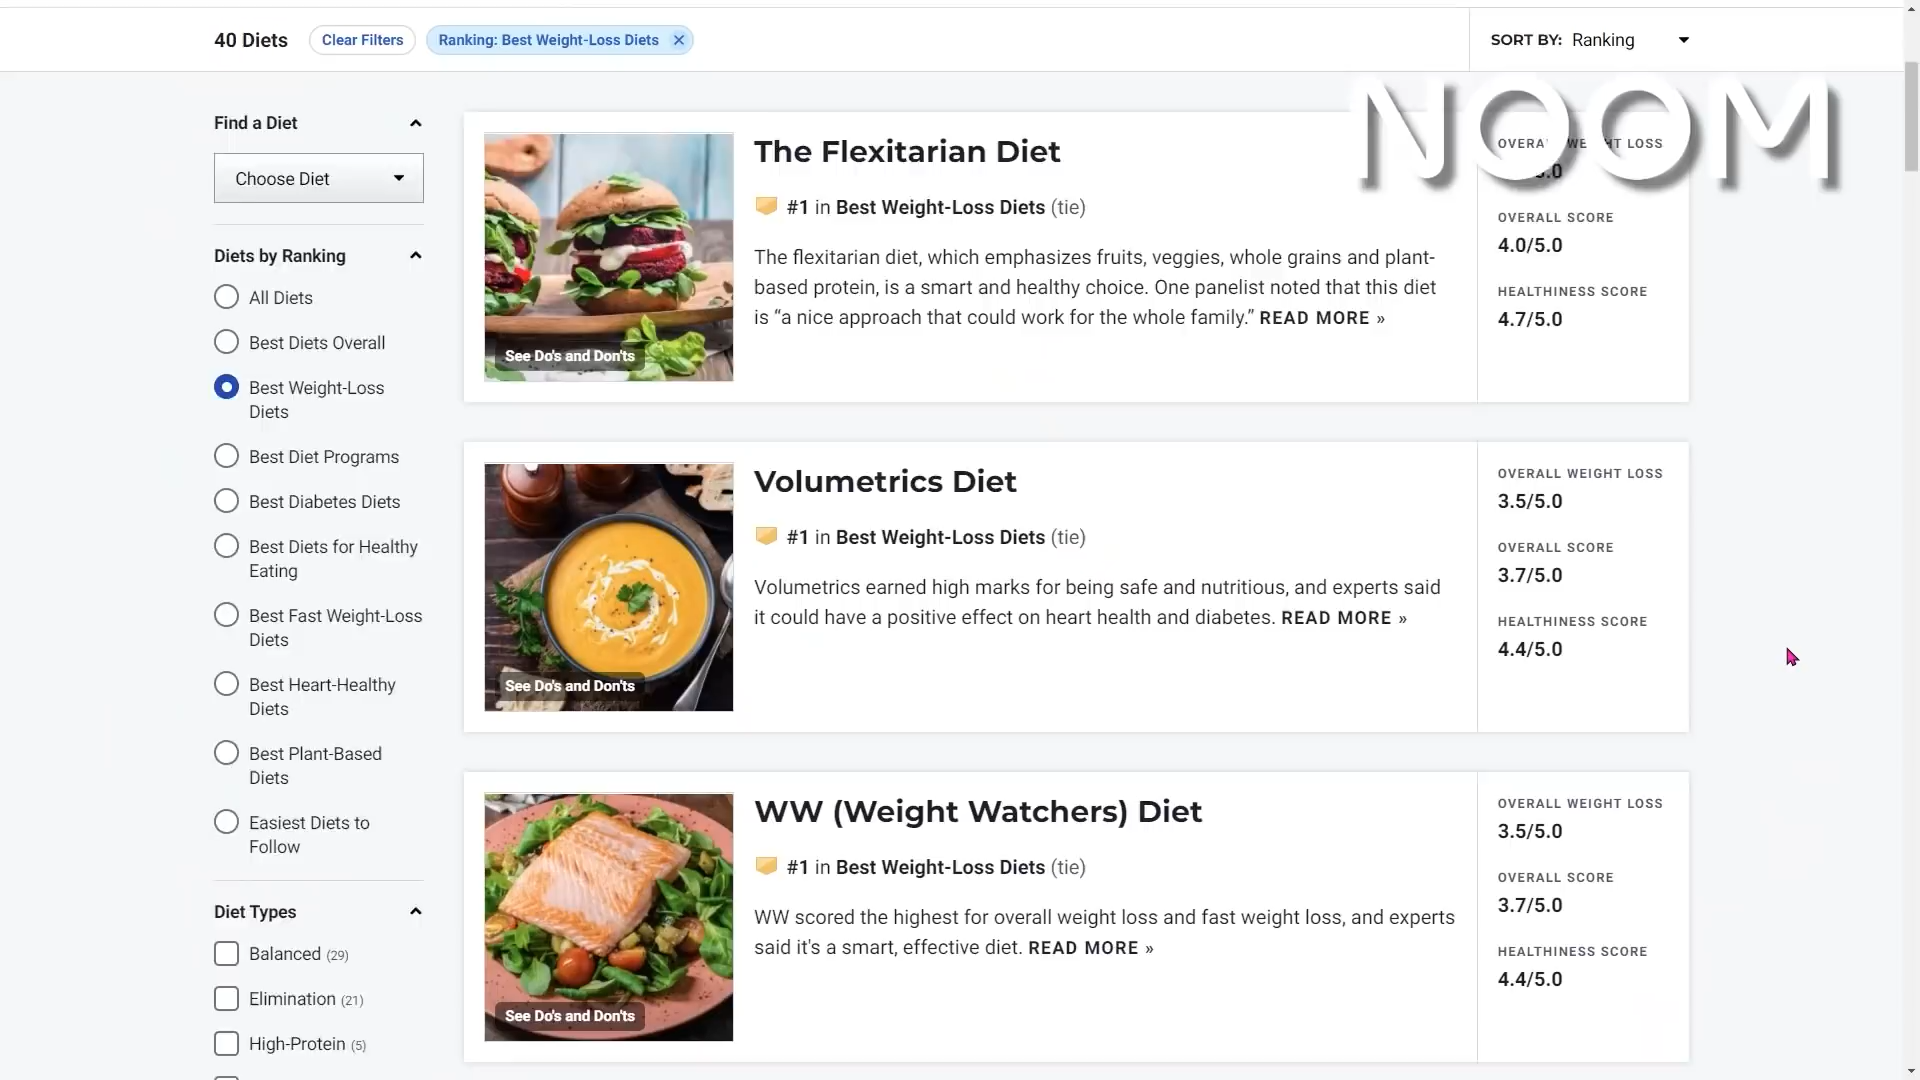 40 Diets
Clear Filters
Ranking: Best Weight-Loss Diets
SORT BY: Ranking
NOOM
Find a Diet
Choose Diet
Diets by Ranking
All Diets
Best Diets Overall
Best Weight-Loss
Diets
Best Diet Programs
Best Diabetes Diets
Best Diets for Healthy
Eating
Best Fast Weight-Loss
Diets
Best Heart-Healthy
Diets
Best Plant-Based
Diets
Easiest Diets to
Follow
Diet Types
Balanced (29)
Elimination (21)
High-Protein (5)
The Flexitarian Diet
#1 in Best Weight-Loss Diets (tie)
The flexitarian diet, which emphasizes fruits, veggies, whole grains and plant-
based protein, is a smart and healthy choice. One panelist noted that this diet
is “a nice approach that could work for the whole family.” READ MORE »
See Do's and Don'ts
LOSS
OVERALL SCORE
4.0/5.0
HEALTHINESS SCORE
4.7/5.0
Volumetrics Diet
#1 in Best Weight-Loss Diets (tie)
Volumetrics earned high marks for being safe and nutritious, and experts said
it could have a positive effect on heart health and diabetes. READ MORE »
See Do's and Don'ts
OVERALL WEIGHT LOSS
3.5/5.0
OVERALL SCORE
3.7/5.0
HEALTHINESS SCORE
4.4/5.0
WW (Weight Watchers) Diet
#1 in Best Weight-Loss Diets (tie)
WW scored the highest for overall weight loss and fast weight loss, and experts
said it's a smart, effective diet. READ MORE »
See Do's and Don'ts
OVERALL WEIGHT LOSS
3.5/5.0
OVERALL SCORE
3.7/5.0
HEALTHINESS SCORE
4.4/5.0